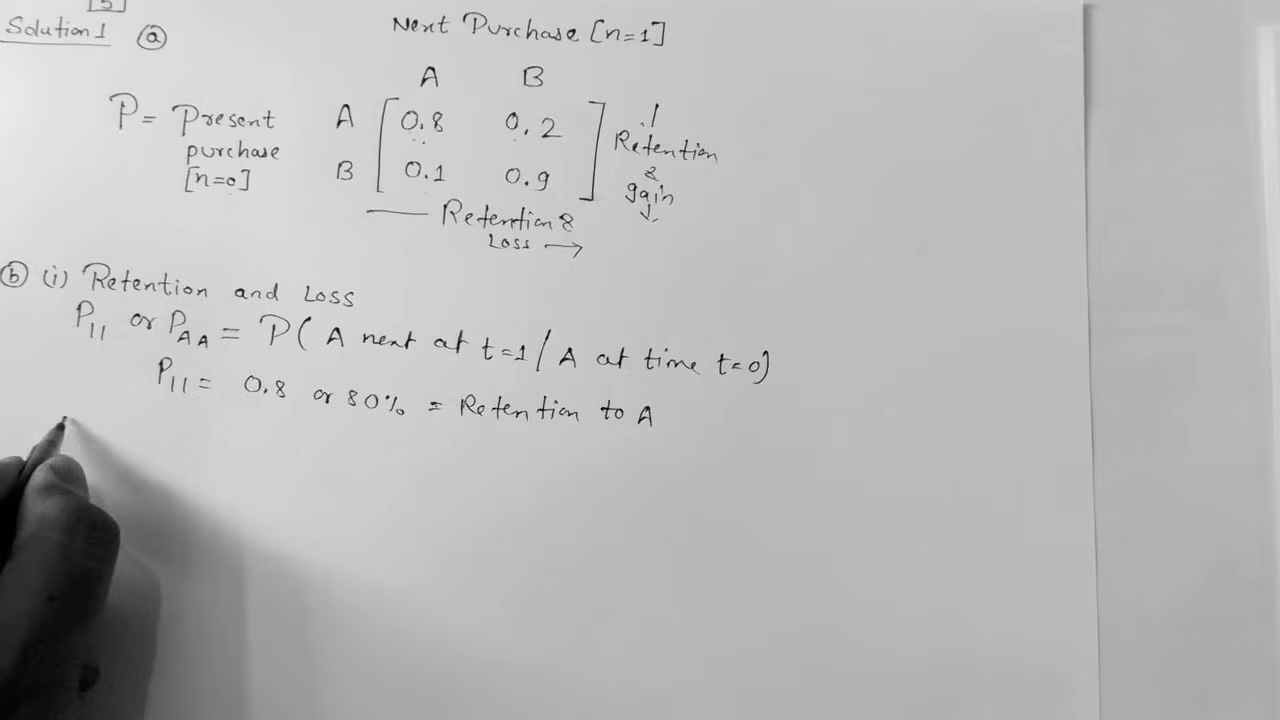 5
Solution 1 (a)
Next Purchase [n=1]
A B
P = Present purchase [n=0]
A [0.8 0.2]
B [0.1 0.9]
Retention & gain ↓
Retention & Loss →
(b) (i) Retention and Loss
P11 or PAA = P( A next at t=1 / A at time t=0)
P11 = 0.8 or 80% = Retention to A